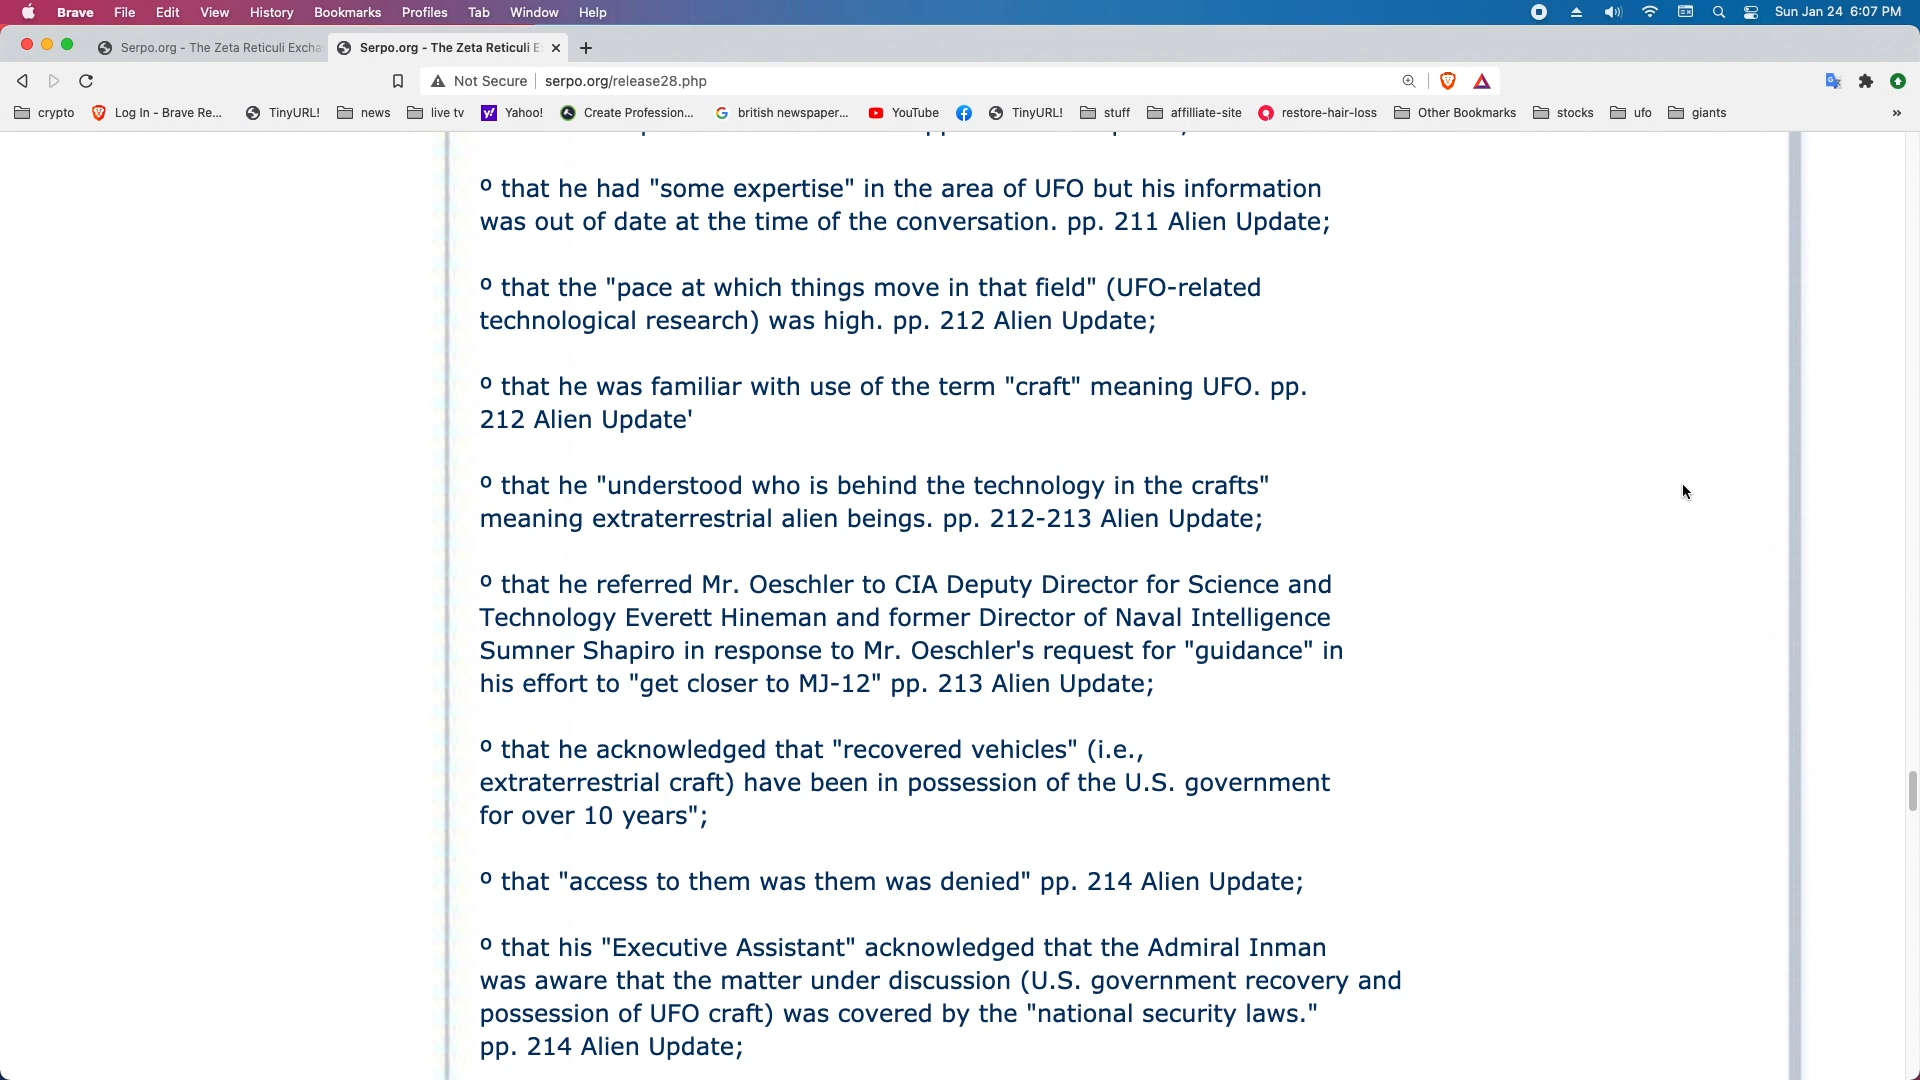 Brave File Edit View History Bookmarks Profiles Tab Window Help Sun Jan 24 6:07 PM
Serpo.org - The Zeta Reticuli Excha Serpo.org - The Zeta Reticuli E
Not Secure serpo.org/release28.php
crypto Log In - Brave Re... TinyURL! news live tv Yahoo! Create Profession... british newspaper... YouTube TinyURL! stuff affilliate-site restore-hair-loss Other Bookmarks stocks ufo giants »
º that he had "some expertise" in the area of UFO but his information
was out of date at the time of the conversation. pp. 211 Alien Update;
º that the "pace at which things move in that field" (UFO-related
technological research) was high. pp. 212 Alien Update;
º that he was familiar with use of the term "craft" meaning UFO. pp.
212 Alien Update'
º that he "understood who is behind the technology in the crafts"
meaning extraterrestrial alien beings. pp. 212-213 Alien Update;
º that he referred Mr. Oeschler to CIA Deputy Director for Science and
Technology Everett Hineman and former Director of Naval Intelligence
Sumner Shapiro in response to Mr. Oeschler's request for "guidance" in
his effort to "get closer to MJ-12" pp. 213 Alien Update;
º that he acknowledged that "recovered vehicles" (i.e.,
extraterrestrial craft) have been in possession of the U.S. government
for over 10 years";
º that "access to them was them was denied" pp. 214 Alien Update;
º that his "Executive Assistant" acknowledged that the Admiral Inman
was aware that the matter under discussion (U.S. government recovery and
possession of UFO craft) was covered by the "national security laws."
pp. 214 Alien Update;